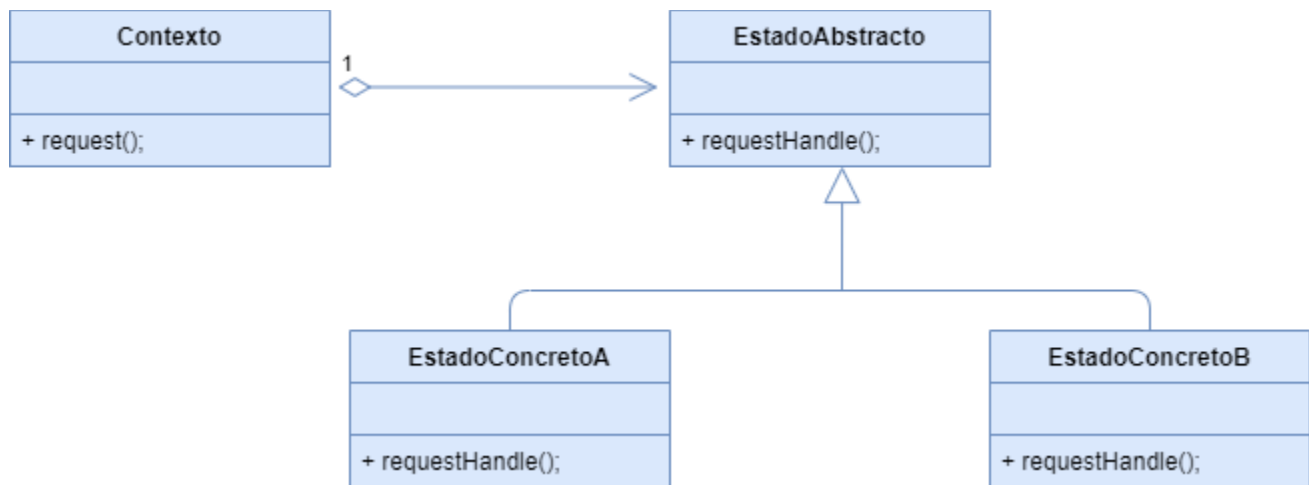 Contexto
EstadoAbstracto
1
+ request();
+ requestHandle();
EstadoConcretoA
EstadoConcretoB
+ requestHandle();
+ requestHandle();